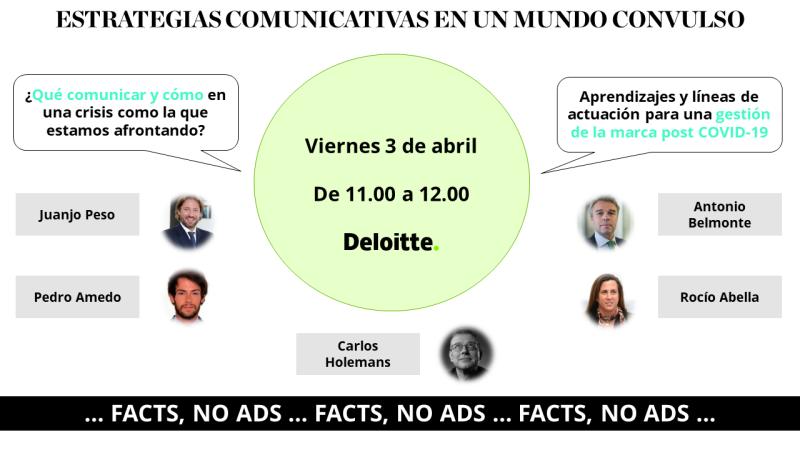 ESTRATEGIAS COMUNICATIVAS EN UN MUNDO CONVULSO
¿Qué comunicar y cómo en
una crisis como la que
estamos afrontando?
Aprendizajes y líneas de
actuación para una gestión
de la marca post COVID-19
Viernes 3 de abril
De 11.00 a 12.00
Deloitte.
Juanjo Peso
Pedro Amedo
Antonio
Belmonte
Rocío Abella
Carlos
Holemans
... FACTS, NO ADS ... FACTS, NO ADS ... FACTS, NO ADS ...